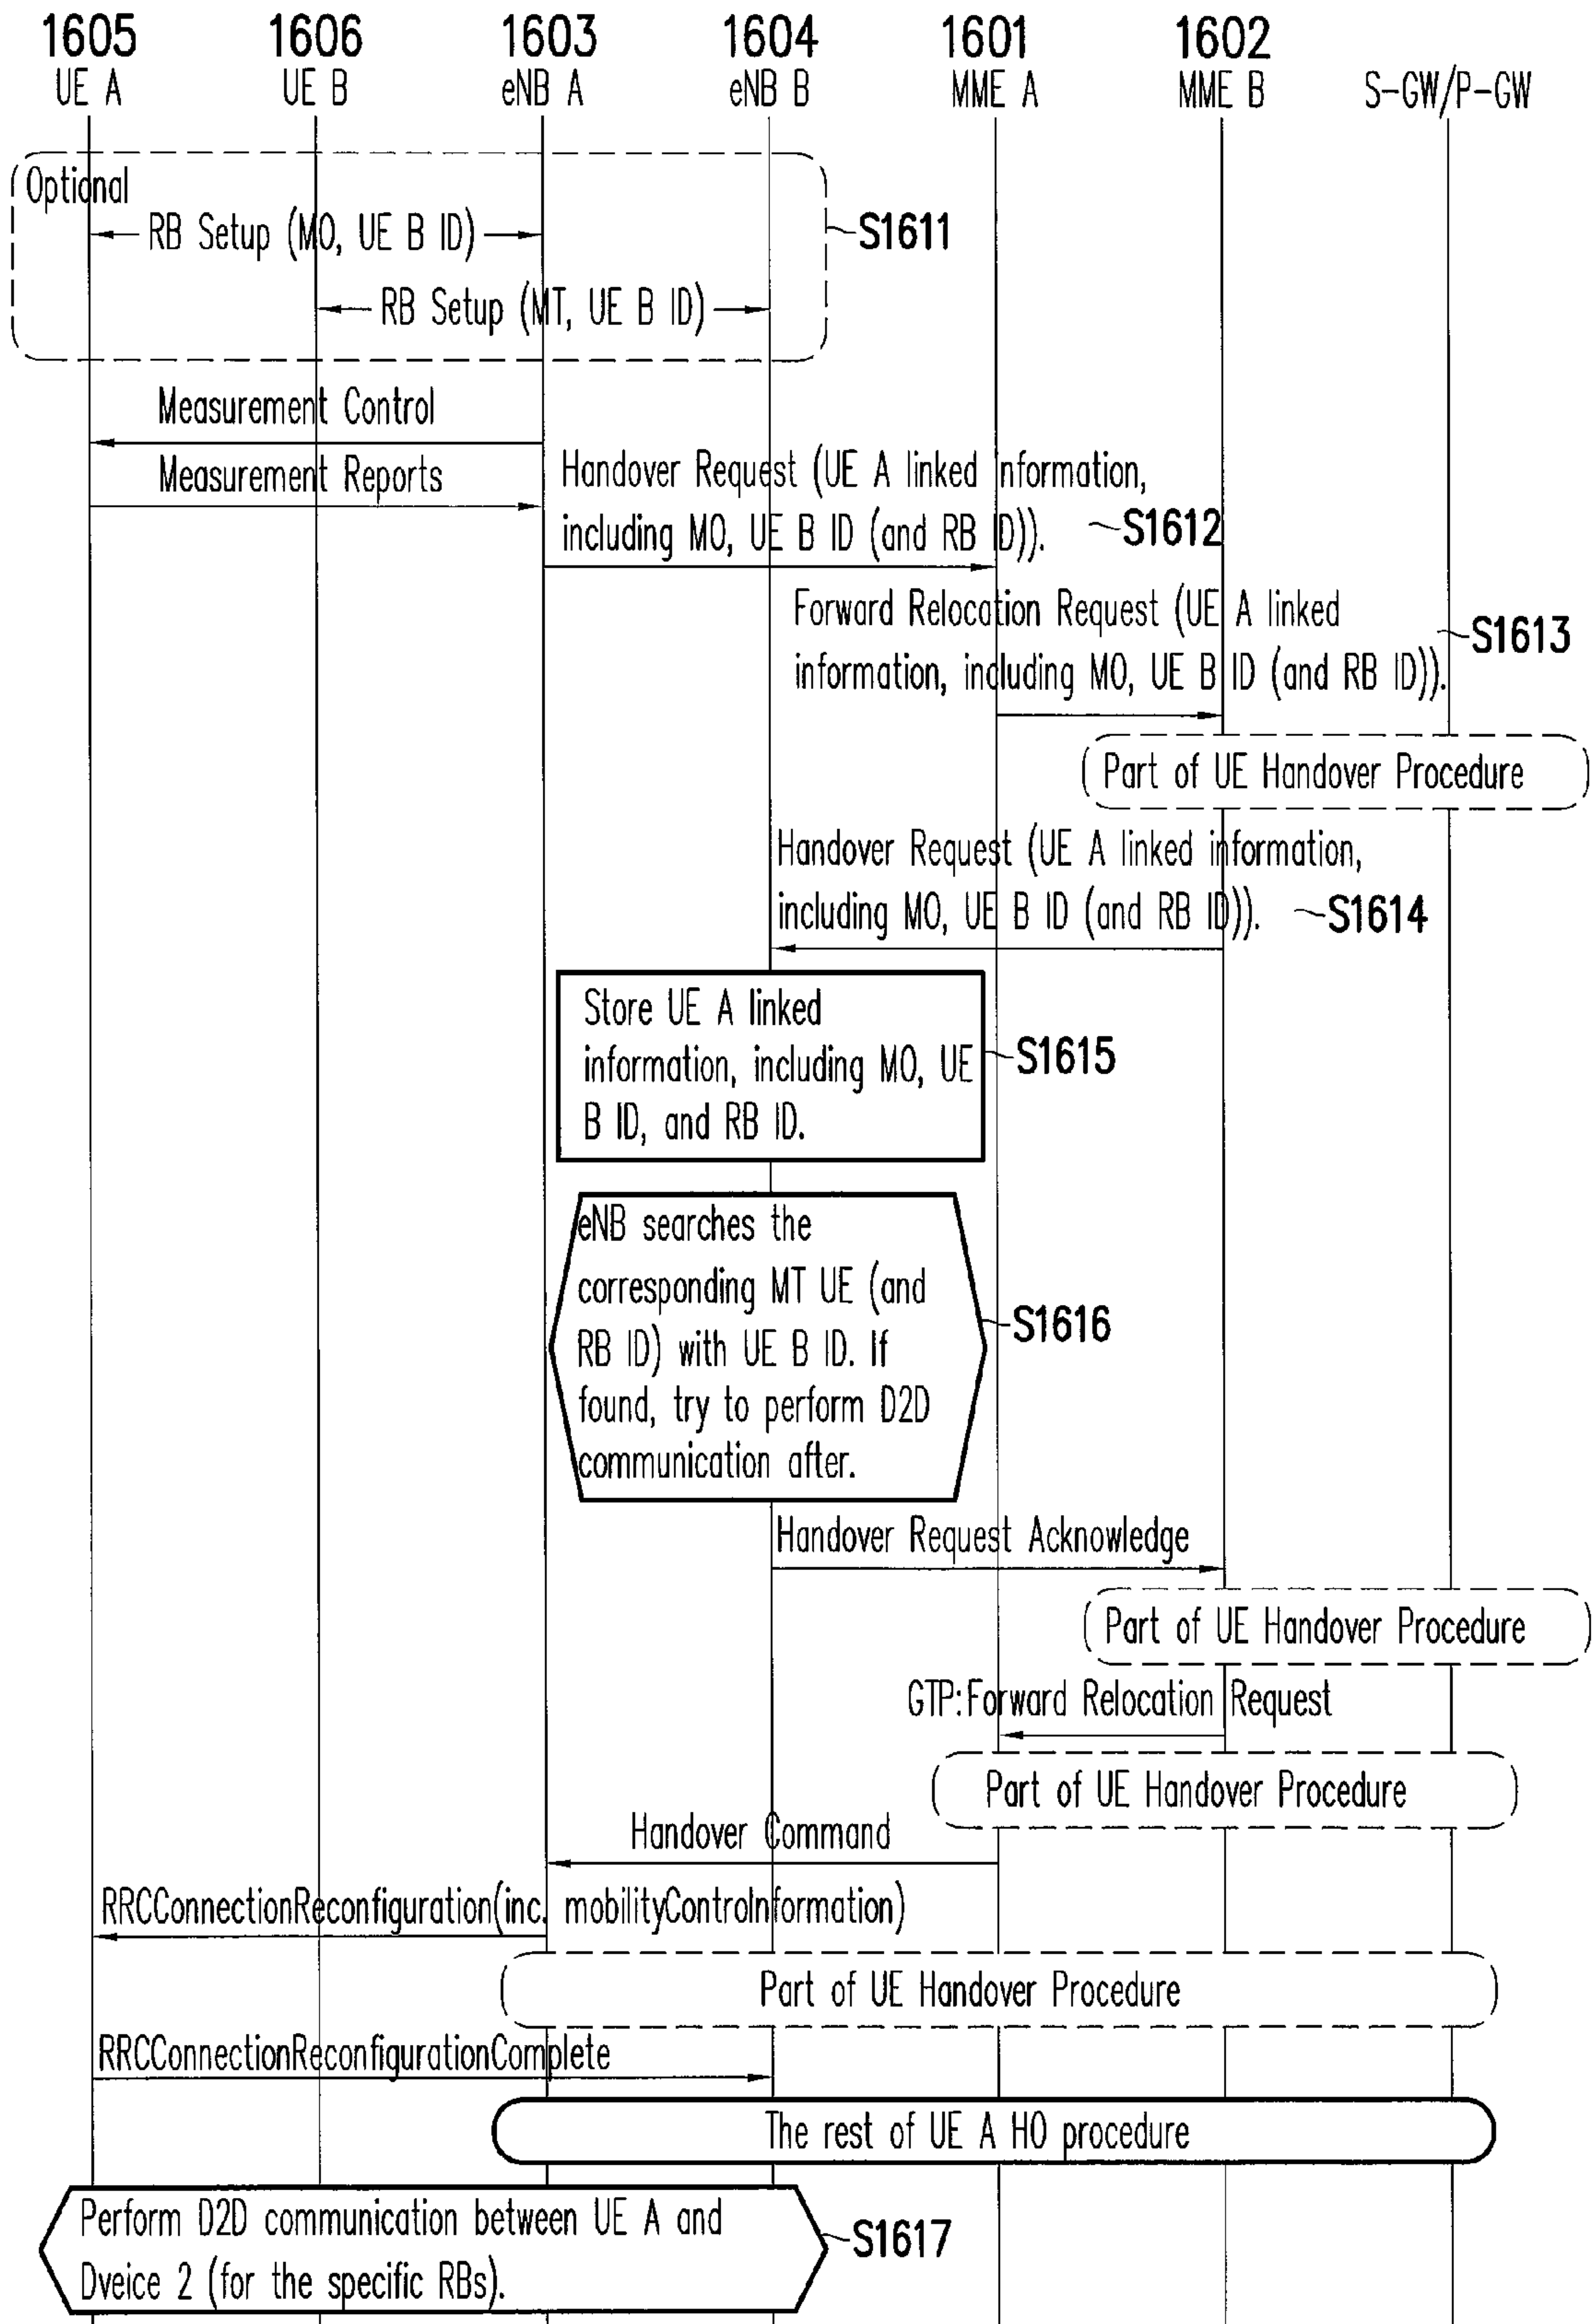 1605 1606 1603 1604 1601 1602
UE A UE B eNB A eNB B MME A MME B S-GW/P-GW
Optional
RB Setup (MO, UE B ID)
S1611
RB Setup (MT, UE B ID)
Measurement Control
Measurement Reports
Handover Request (UE A linked information,
including MO, UE B ID (and RB ID)).
S1612
Forward Relocation Request (UE A linked
information, including MO, UE B ID (and RB ID)).
S1613
Part of UE Handover Procedure
Handover Request (UE A linked information,
including MO, UE B ID (and RB ID)).
S1614
Store UE A linked
information, including MO, UE
B ID, and RB ID.
S1615
eNB searches the
corresponding MT UE (and
RB ID) with UE B ID. If
found, try to perform D2D
communication after.
S1616
Handover Request Acknowledge
Part of UE Handover Procedure
GTP:Forward Relocation Request
Part of UE Handover Procedure
Handover Command
RRCConnectionReconfiguration(inc. mobilityControInformation)
Part of UE Handover Procedure
RRCConnectionReconfigurationComplete
The rest of UE A HO procedure
Perform D2D communication between UE A and
Dveice 2 (for the specific RBs).
S1617